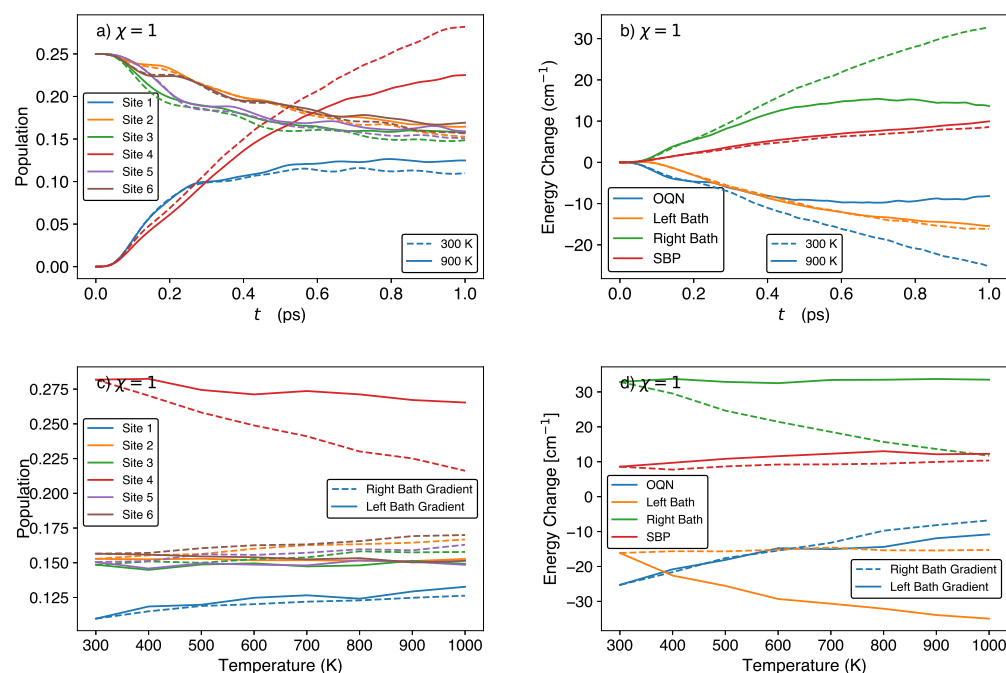 a) χ = 1
Population
0.25
0.20
0.15
0.10
0.05
0.00
Site 1
Site 2
Site 3
Site 4
Site 5
Site 6
300 K
900 K
0.0 0.2 0.4 0.6 0.8 1.0
t (ps)
b) χ = 1
Energy Change (cm⁻¹)
30
20
10
0
−10
−20
OQN
Left Bath
Right Bath
SBP
300 K
900 K
0.0 0.2 0.4 0.6 0.8 1.0
t (ps)
c) χ = 1
Population
0.275
0.250
0.225
0.200
0.175
0.150
0.125
Site 1
Site 2
Site 3
Site 4
Site 5
Site 6
Right Bath Gradient
Left Bath Gradient
300 400 500 600 700 800 900 1000
Temperature (K)
d) χ = 1
Energy Change [cm⁻¹]
30
20
10
0
−10
−20
−30
OQN
Left Bath
Right Bath
SBP
Right Bath Gradient
Left Bath Gradient
300 400 500 600 700 800 900 1000
Temperature (K)